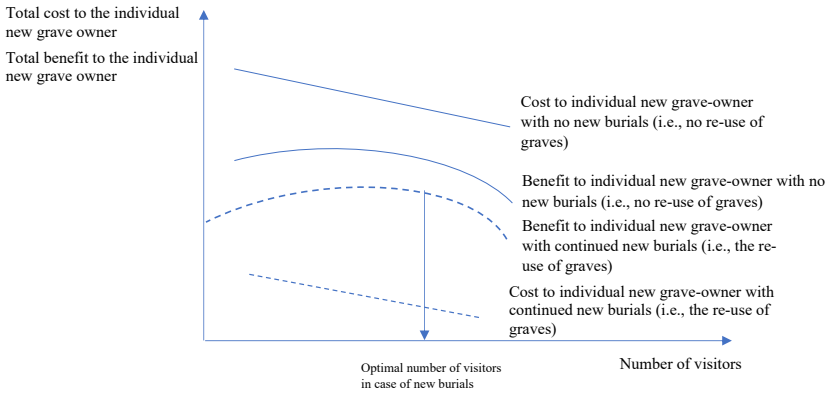 Total cost to the individual
new grave owner
Total benefit to the individual
new grave owner
Cost to individual new grave-owner
with no new burials (i.e., no re-use of
graves)
Benefit to individual new grave-owner with no
new burials (i.e., no re-use of graves)
Benefit to individual new grave-owner
with continued new burials (i.e., the re-
use of graves)
Cost to individual new grave-owner with
continued new burials (i.e., the re-use of
graves)
Number of visitors
Optimal number of visitors
in case of new burials